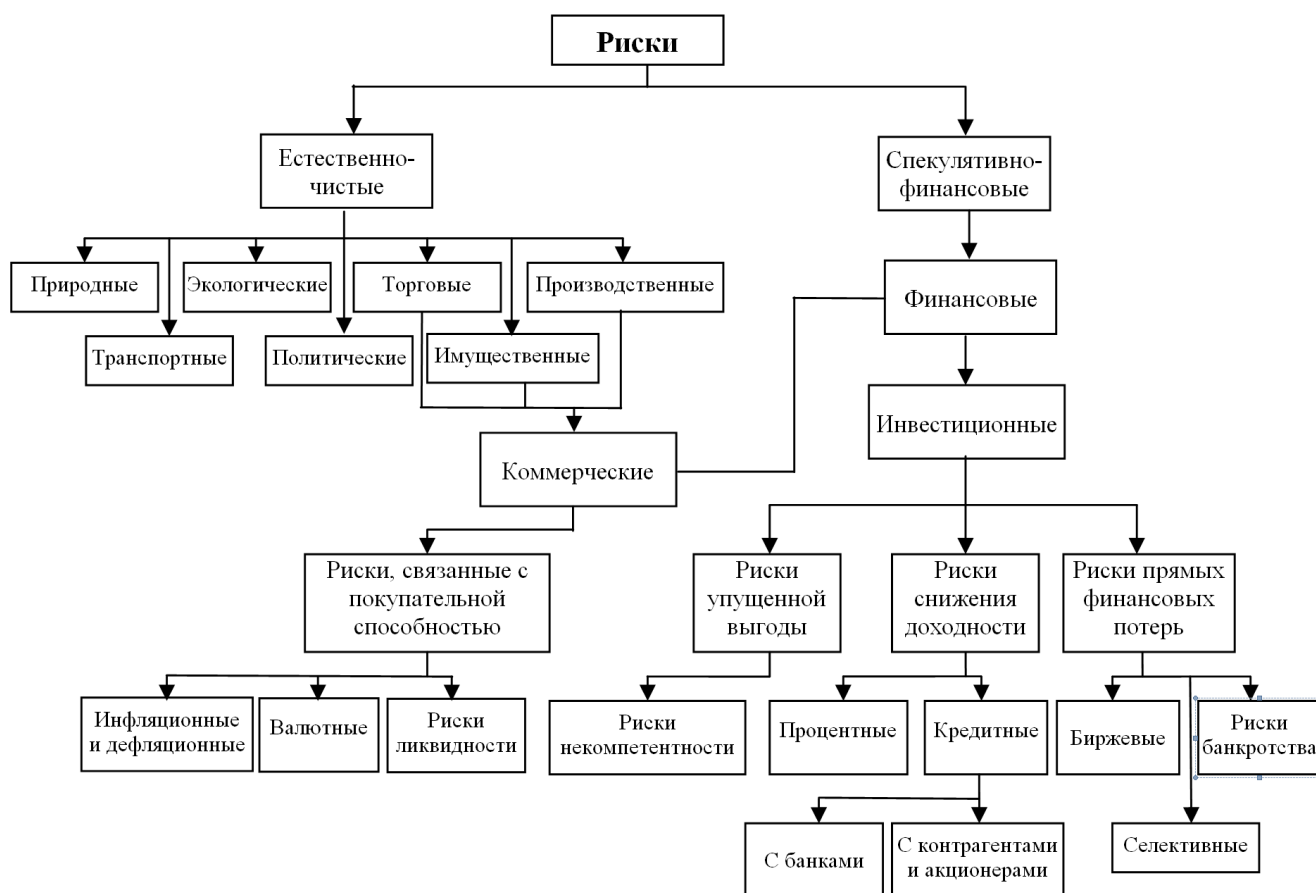 Риски
Естественно-
чистые
Спекулятивно-
финансовые
Природные
Экологические
Торговые
Производственные
Финансовые
Транспортные
Политические
Имущественные
Инвестиционные
Коммерческие
Риски, связанные с
покупательной
способностью
Риски
упущенной
выгоды
Риски
снижения
доходности
Риски прямых
финансовых
потерь
Инфляционные
и дефляционные
Валютные
Риски
ликвидности
Риски
некомпетентности
Процентные
Кредитные
Биржевые
Риски
банкротства
С банками
С контрагентами
и акционерами
Селективные